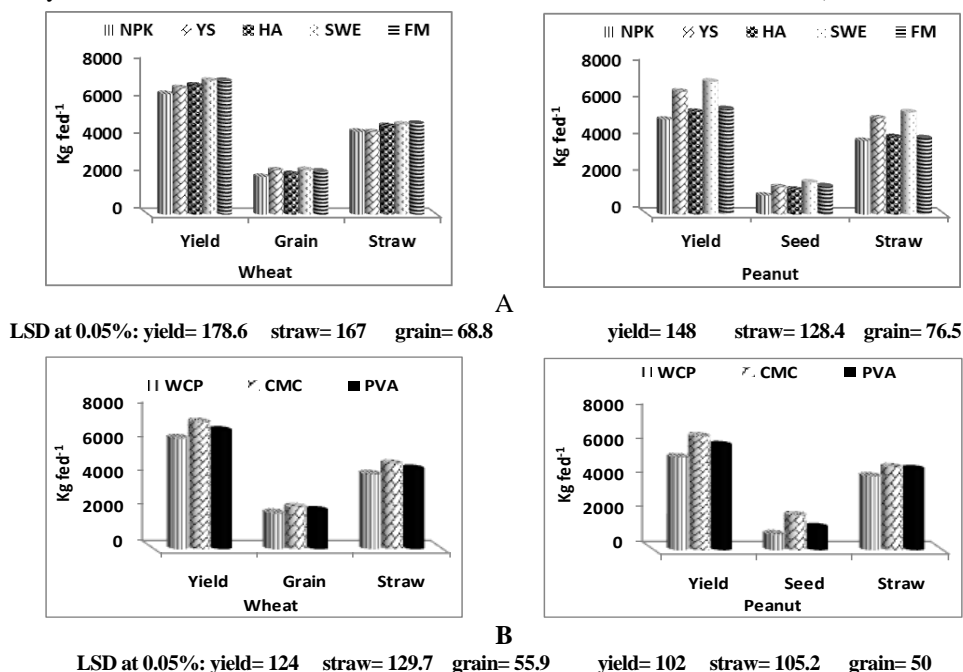 NPK YS HA SWE FM
8000
6000
4000
2000
0
Kg fed-1
Yield Grain Straw
Wheat
NPK YS HA SWE FM
8000
6000
4000
2000
0
Kg fed-1
Yield Seed Straw
Peanut
A
LSD at 0.05%: yield= 178.6 straw= 167 grain= 68.8 yield= 148 straw= 128.4 grain= 76.5
WCP CMC PVA
8000
6000
4000
2000
0
Kg fed-1
Yield Grain Straw
Wheat
WCP CMC PVA
8000
6000
4000
2000
0
Kg fed-1
Yield Seed Straw
Peanut
B
LSD at 0.05%: yield= 124 straw= 129.7 grain= 55.9 yield= 102 straw= 105.2 grain= 50